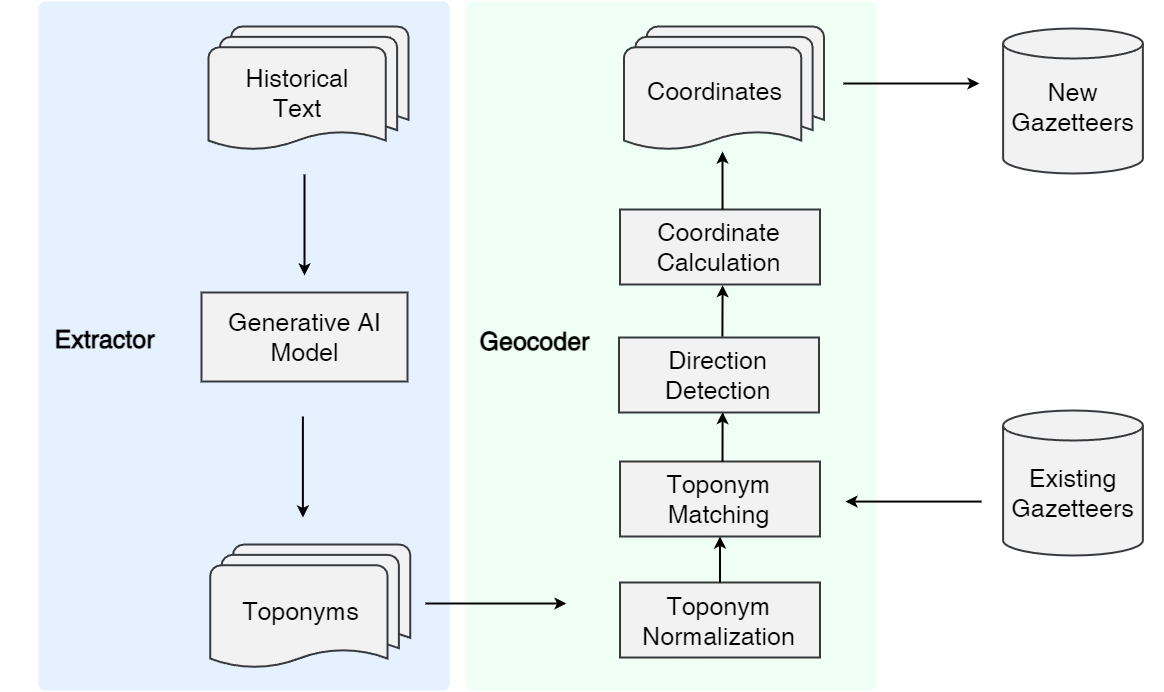 Historical
Text
Extractor
Generative AI
Model
Toponyms
Geocoder
Coordinates
Coordinate
Calculation
Direction
Detection
Toponym
Matching
Toponym
Normalization
New
Gazetteers
Existing
Gazetteers